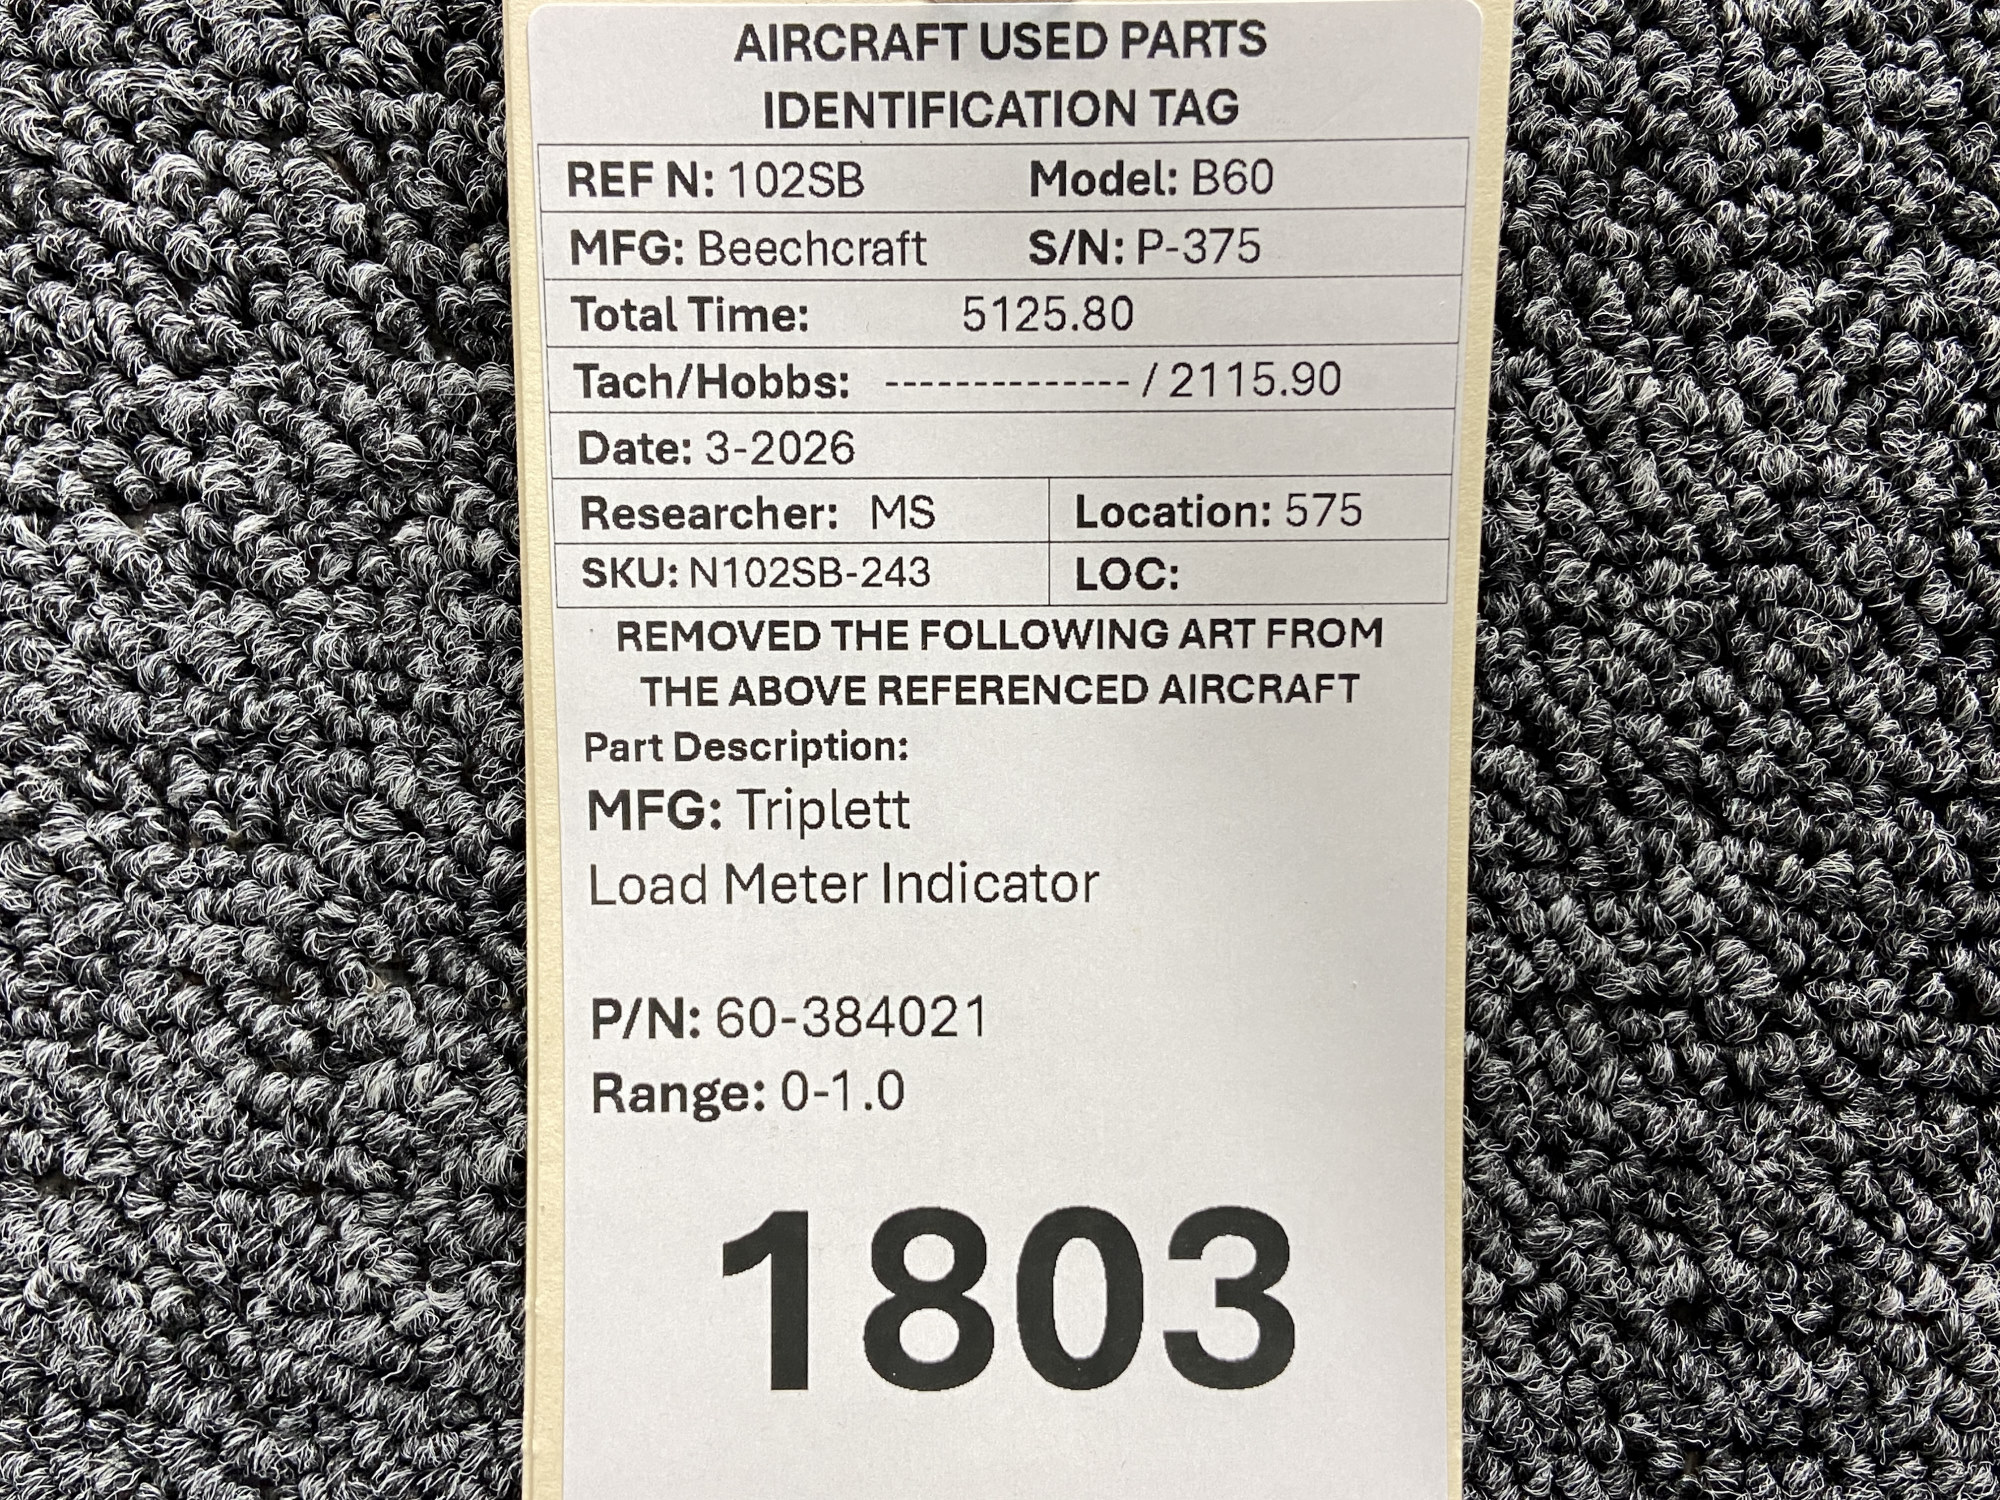 AIRCRAFT USED PARTS
IDENTIFICATION TAG
REF N: 102SB Model: B60
MFG: Beechcraft S/N: P-375
Total Time: 5125.80
Tach/Hobbs: -------------- / 2115.90
Date: 3-2026
Researcher: MS Location: 575
SKU: N102SB-243 LOC:
REMOVED THE FOLLOWING ART FROM
THE ABOVE REFERENCED AIRCRAFT
Part Description:
MFG: Triplett
Load Meter Indicator
P/N: 60-384021
Range: 0-1.0
1803